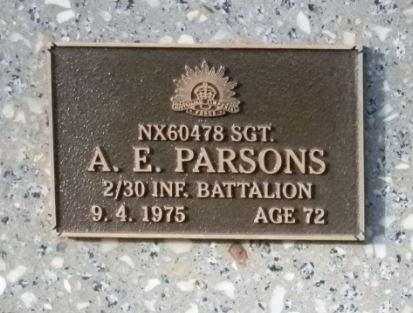 NX60478 SGT.
A. E. PARSONS
2/30 INF. BATTALION
9. 4. 1975 AGE 72